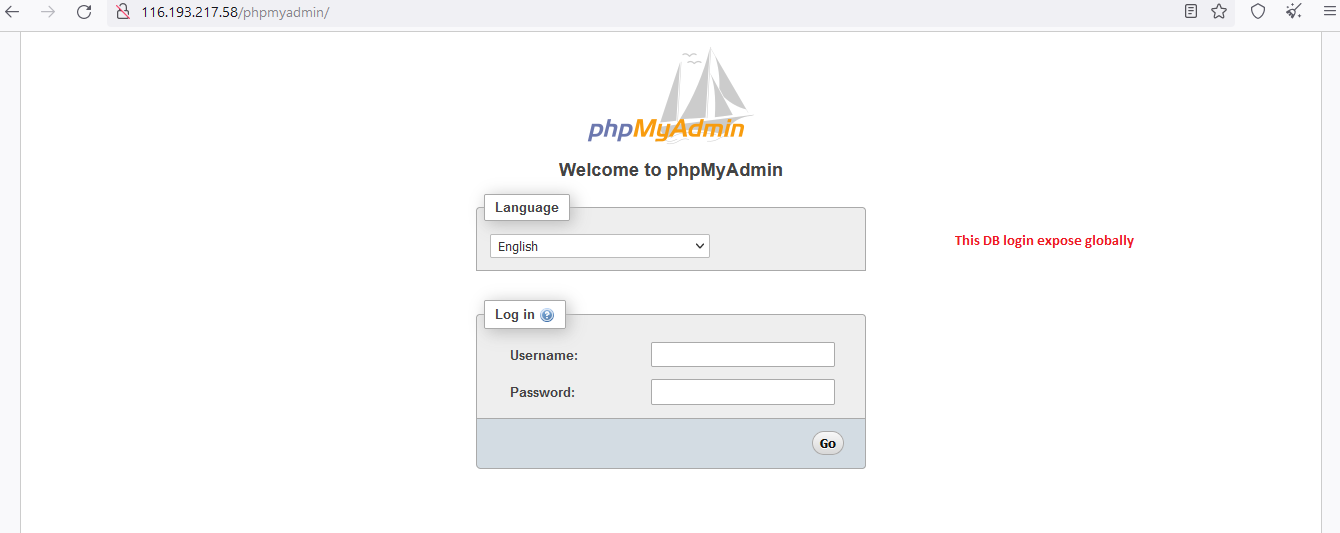 116.193.217.58/phpmyadmin/
phpMyAdmin
Welcome to phpMyAdmin
Language
English
This DB login expose globally
Log in
Username:
Password:
Go